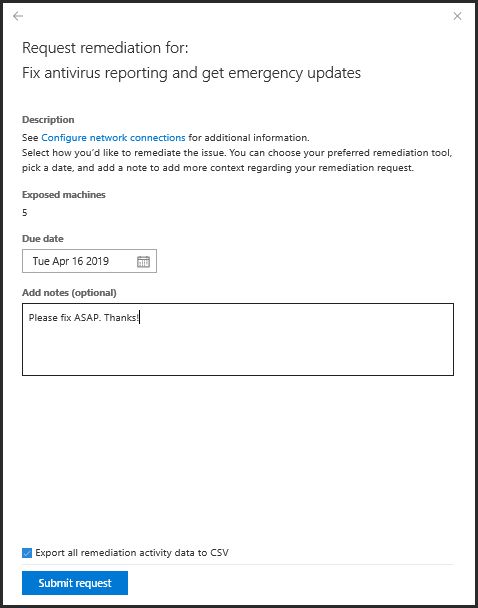 Request remediation for:
Fix antivirus reporting and get emergency updates
Description
See Configure network connections for additional information.
Select how you'd like to remediate the issue. You can choose your preferred remediation tool,
pick a date, and add a note to add more context regarding your remediation request.
Exposed machines
5
Due date
Tue Apr 16 2019
Add notes (optional)
Please fix ASAP. Thanks!
Export all remediation activity data to CSV
Submit request